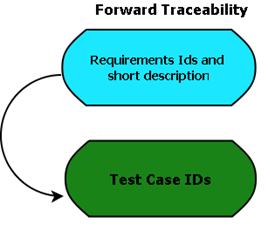 Forward Traceability
Requirements Ids and
short description
Test Case IDs